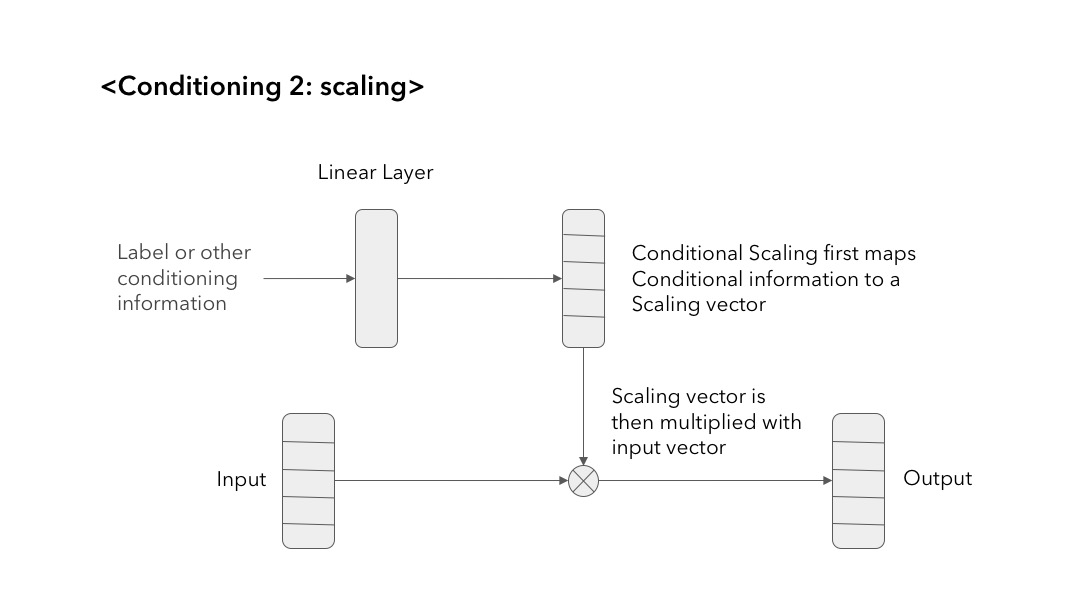 <Conditioning 2: scaling>
Linear Layer
Label or other
conditioning
information
Conditional Scaling first maps
Conditional information to a
Scaling vector
Scaling vector is
then multiplied with
input vector
Input
Output